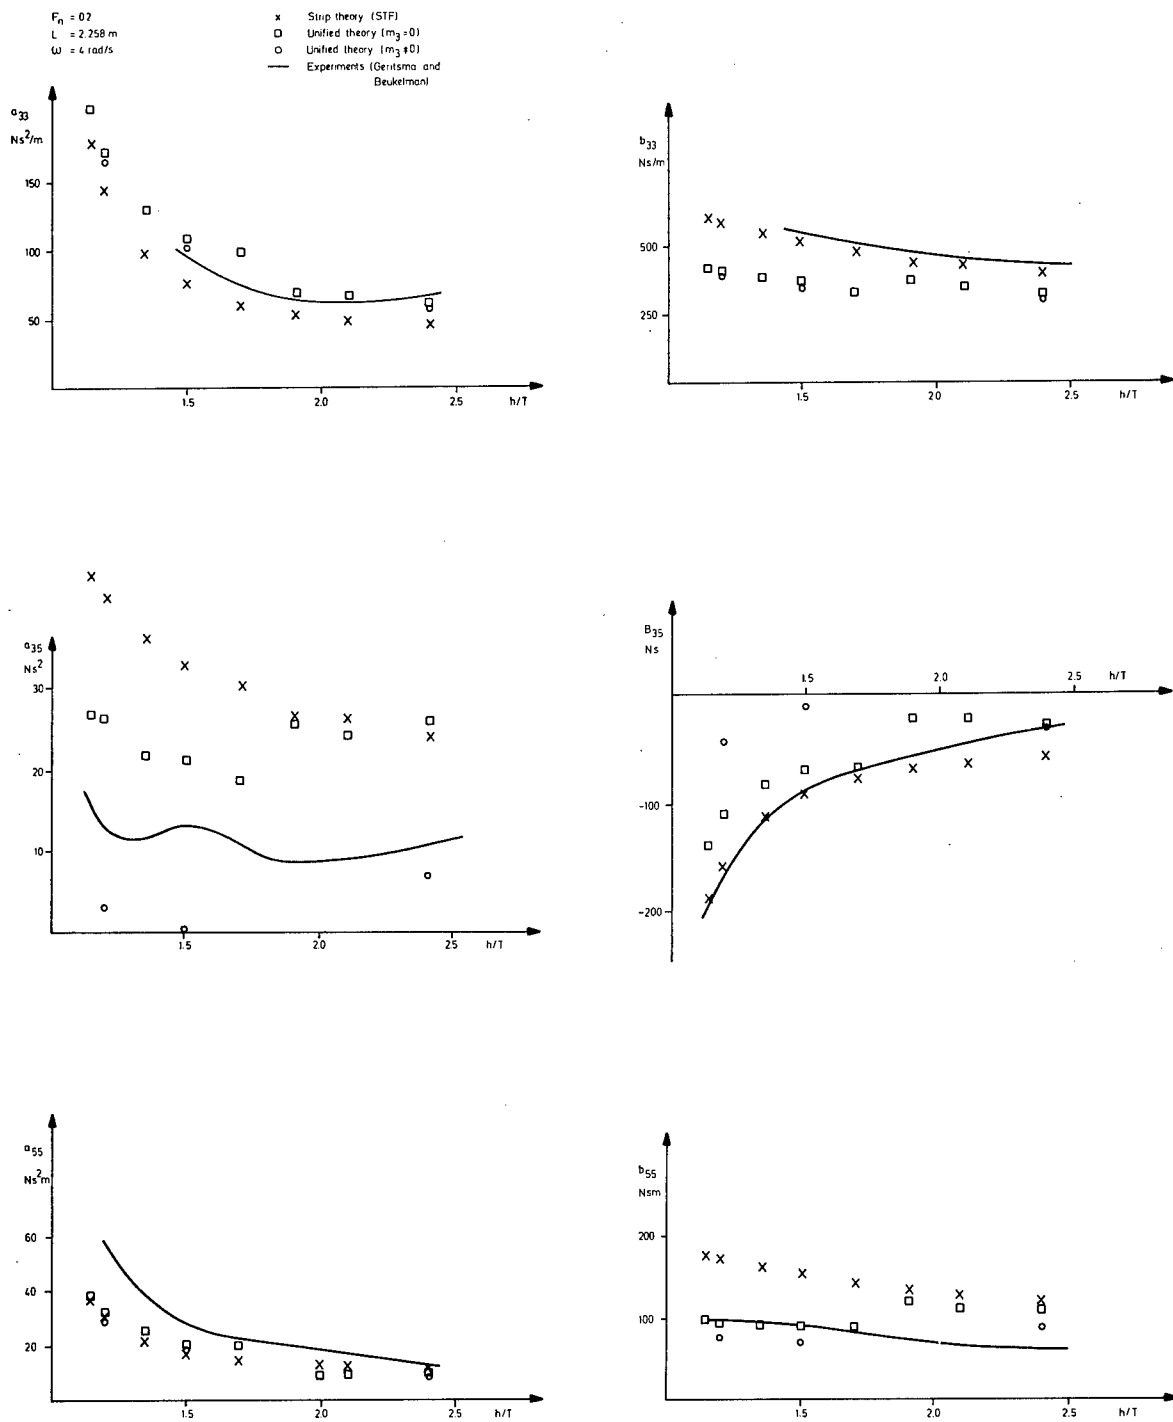 Fn = 02
L = 2.258 m
ω = 4 rad/s
x Strip theory (STF)
□ Unified theory (m3=0)
○ Unified theory (m3≠0)
— Experiments (Gerritsma and
Beukelman)
a33
Ns²/m
150
100
50
1.5 2.0 2.5 h/T
b33
Ns/m
500
250
1.5 2.0 2.5 h/T
a35
Ns²
30
20
10
1.5 2.0 2.5 h/T
B35
Ns
1.5 2.0 2.5 h/T
-100
-200
a55
Ns²m
60
40
20
1.5 2.0 2.5 h/T
b55
Nsm
200
100
1.5 2.0 2.5 h/T